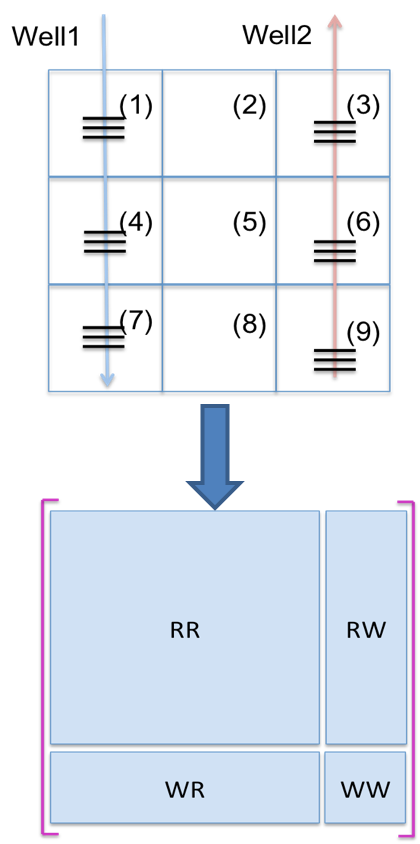 Well1 Well2
(1) (2) (3)
(4) (5) (6)
(7) (8) (9)
RR RW
WR WW